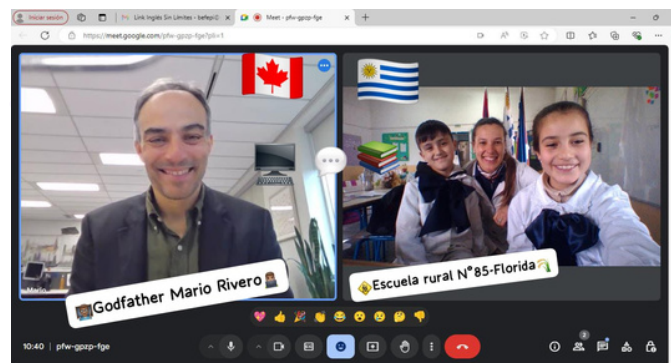 Iniciar sesión
Link Inglés Sin Límites - befepi@
Meet - pfw-gpzp-fge
https://meet.google.com/pfw-gpzp-fge?pli=1
Godfather Mario Rivero
Mario
Escuela rural N°85-Florida
10:40 | pfw-gpzp-fge
2